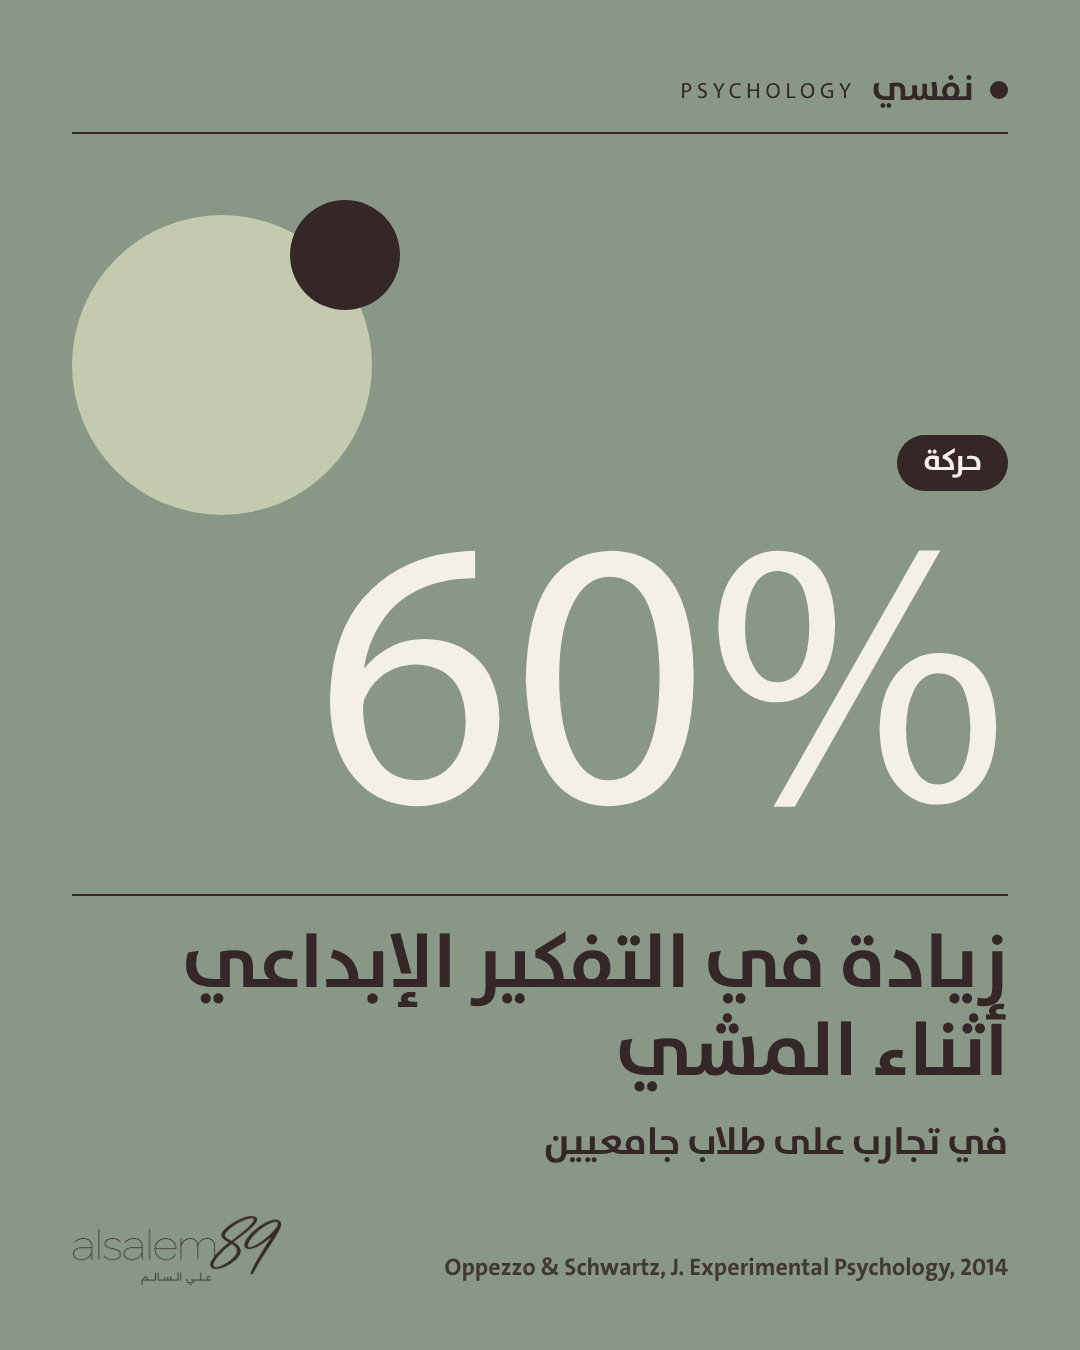 نفسي PSYCHOLOGY
حركة
60%
زيادة في التفكير الإبداعي
أثناء المشي
في تجارب على طلاب جامعيين
Oppezzo & Schwartz, J. Experimental Psychology, 2014
alsalem89
علي السالم